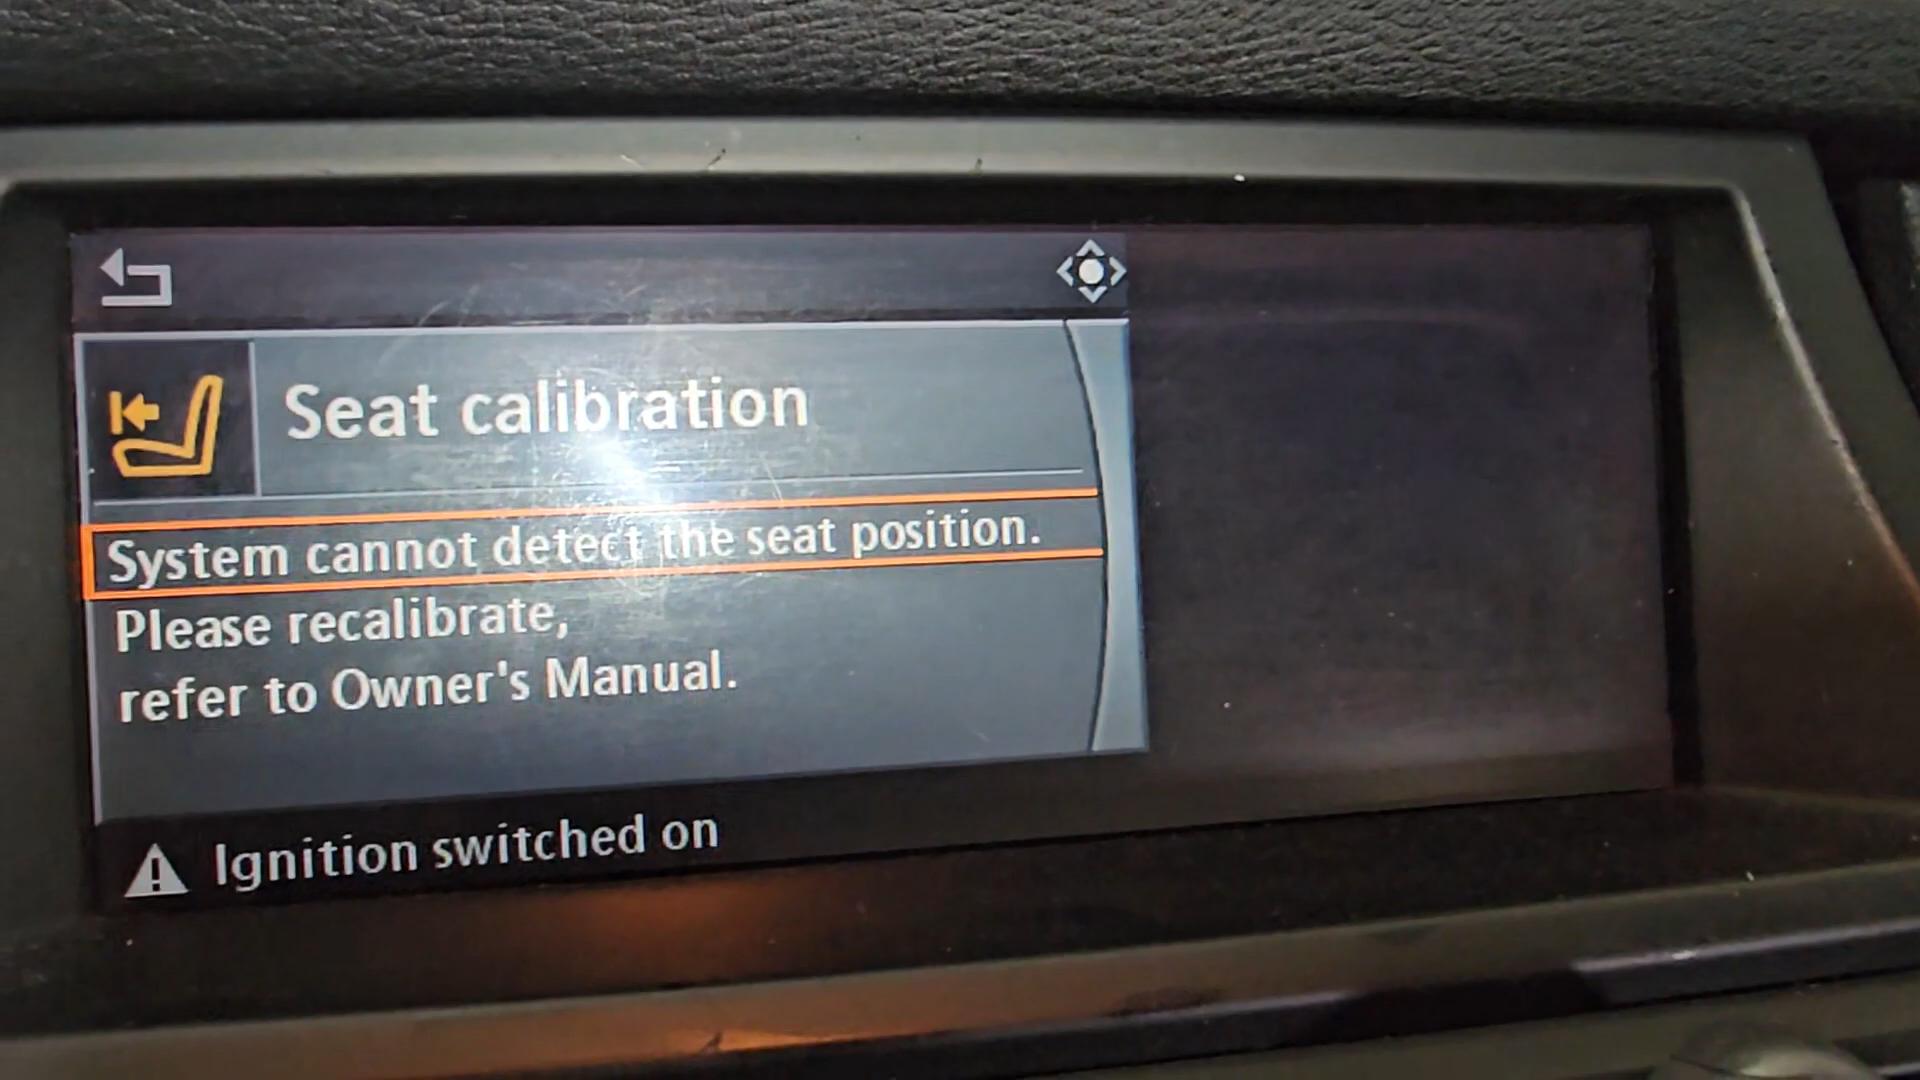 Seat calibration
System cannot detect the seat position.
Please recalibrate,
refer to Owner's Manual.
Ignition switched on